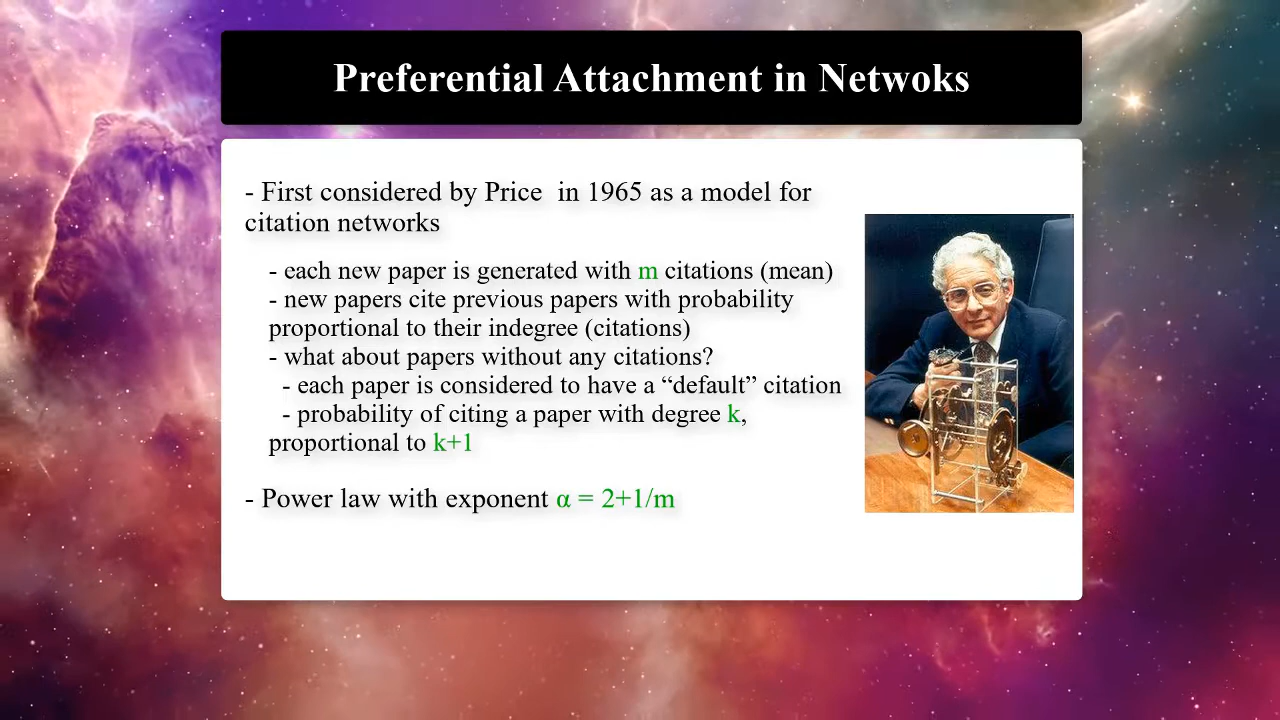 Preferential Attachment in Netwoks
- First considered by Price  in 1965 as a model for
citation networks
- each new paper is generated with m citations (mean)
- new papers cite previous papers with probability
proportional to their indegree (citations)
- what about papers without any citations?
- each paper is considered to have a “default” citation
- probability of citing a paper with degree k,
proportional to k+1
- Power law with exponent α = 2+1/m